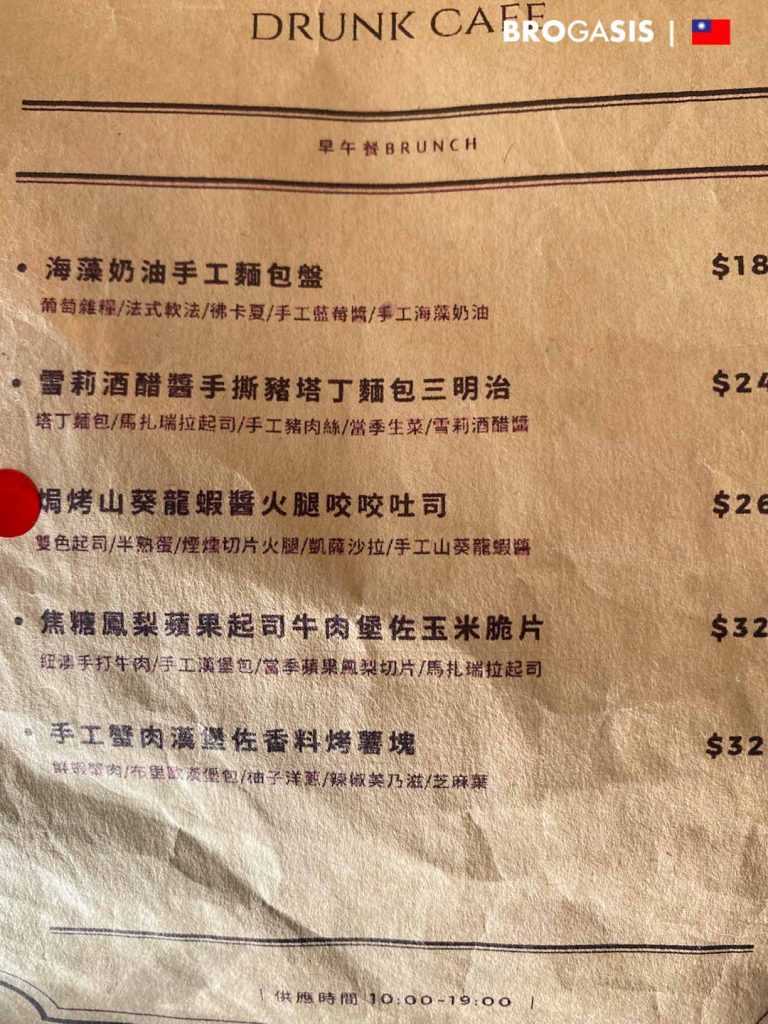 DRUNK CAFE
BROGASIS |
早午餐BRUNCH
• 海藻奶油手工麵包盤 $18
葡萄雜糧/法式軟法/彿卡夏/手工藍莓醬/手工海藻奶油
• 雪莉酒醋醬手撕豬塔丁麵包三明治 $24
塔丁麵包/馬扎瑞拉起司/手工豬肉絲/當季生菜/雪莉酒醋醬
焗烤山葵龍蝦醬火腿咬咬吐司 $26
雙色起司/半熟蛋/煙燻切片火腿/凱薩沙拉/手工山葵龍蝦醬
• 焦糖鳳梨蘋果起司牛肉堡佐玉米脆片 $32
紐澳手打牛肉/手工漢堡包/當季蘋果鳳梨切片/馬扎瑞拉起司
• 手工蟹肉漢堡佐香料烤薯塊 $32
鮮蝦蟹肉/布里歐漢堡包/柚子洋蔥/辣椒美乃滋/芝麻葉
| 供應時間 10:00-19:00 |